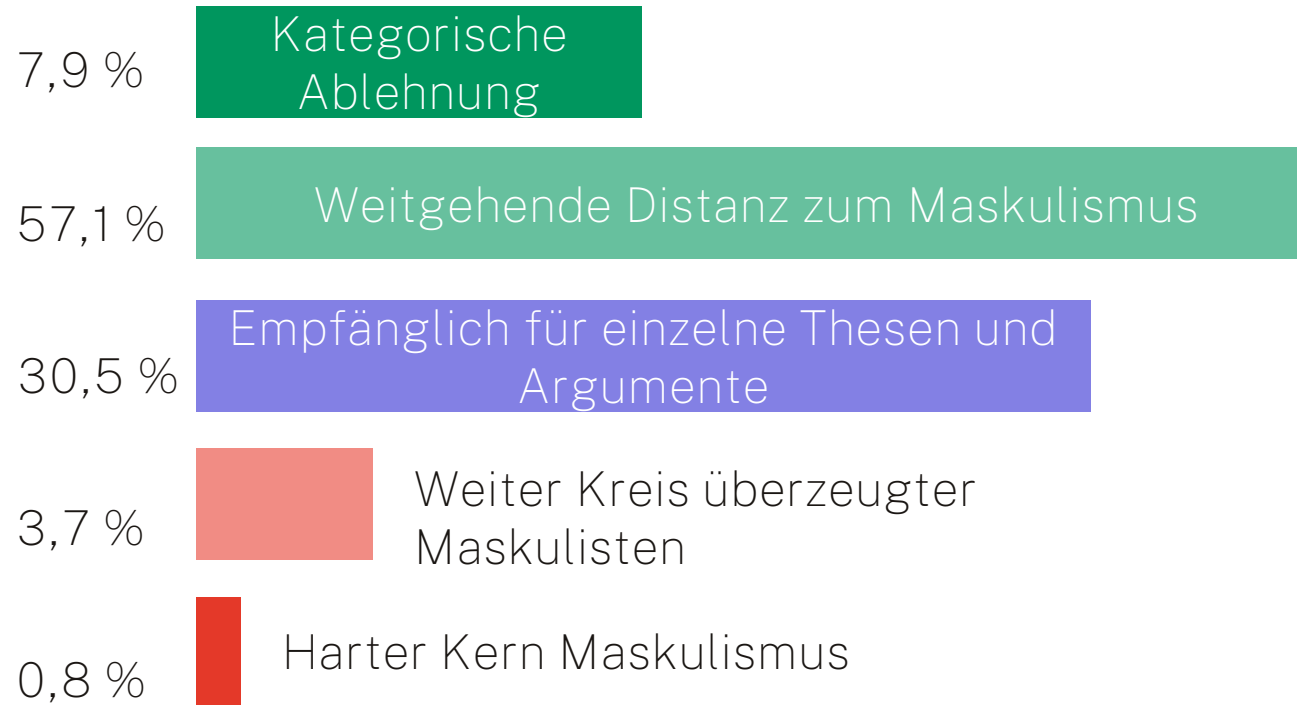 7,9 %
Kategorische
Ablehnung
57,1 %
Weitgehende Distanz zum Maskulismus
30,5 %
Empfänglich für einzelne Thesen und
Argumente
3,7 %
Weiter Kreis überzeugter
Maskulisten
0,8 %
Harter Kern Maskulismus